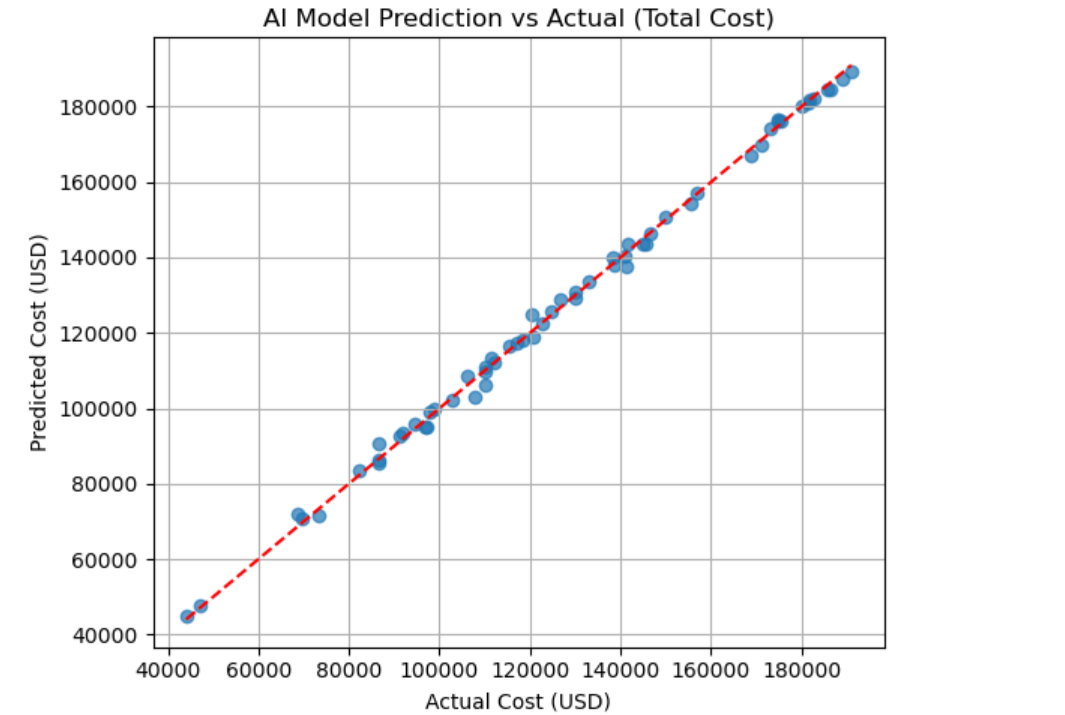 AI Model Prediction vs Actual (Total Cost)
Predicted Cost (USD)
180000
160000
140000
120000
100000
80000
60000
40000
40000 60000 80000 100000 120000 140000 160000 180000
Actual Cost (USD)